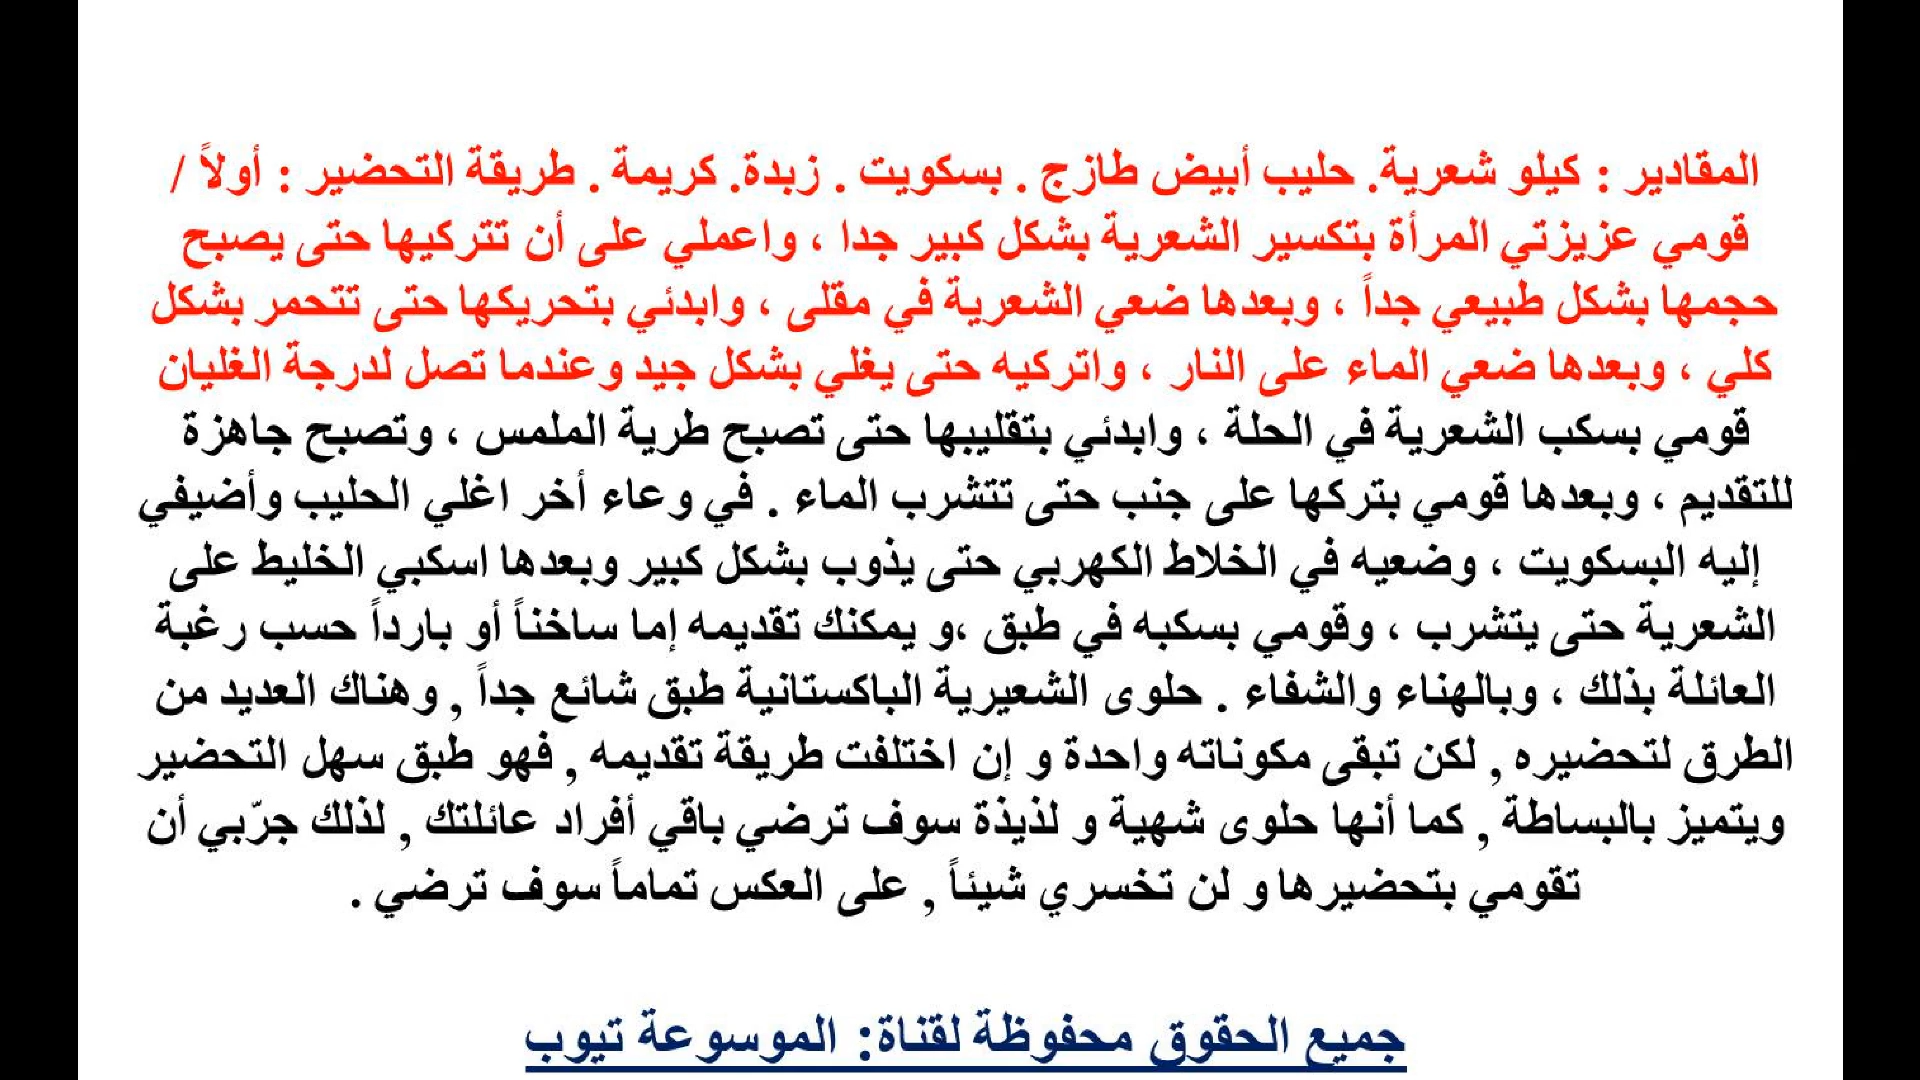 المقادير : كيلو شعرية. حليب أبيض طازج . بسكويت . زبدة. كريمة . طريقة التحضير : أولاً /
قومي عزيزتي المرأة بتكسير الشعرية بشكل كبير جدا ، واعملي على أن تتركيها حتى يصبح
حجمها بشكل طبيعي جداً ، وبعدها ضعي الشعرية في مقلى ، وابدئي بتحريكها حتى تتحمر بشكل
كلي ، وبعدها ضعي الماء على النار ، واتركيه حتى يغلي بشكل جيد وعندما تصل لدرجة الغليان
قومي بسكب الشعرية في الحلة ، وابدئي بتقليبها حتى تصبح طرية الملمس ، وتصبح جاهزة
للتقديم ، وبعدها قومي بتركها على جنب حتى تتشرب الماء . في وعاء أخر اغلي الحليب وأضيفي
إليه البسكويت ، وضعيه في الخلاط الكهربي حتى يذوب بشكل كبير وبعدها اسكبي الخليط على
الشعرية حتى يتشرب ، وقومي بسكبه في طبق ،و يمكنك تقديمه إما ساخناً أو بارداً حسب رغبة
العائلة بذلك ، وبالهناء والشفاء . حلوى الشعيرية الباكستانية طبق شائع جداً , وهناك العديد من
الطرق لتحضيره , لكن تبقى مكوناته واحدة و إن اختلفت طريقة تقديمه , فهو طبق سهل التحضير
ويتميز بالبساطة , كما أنها حلوى شهية و لذيذة سوف ترضي باقي أفراد عائلتك , لذلك جرّبي أن
تقومي بتحضيرها و لن تخسري شيئاً , على العكس تماماً سوف ترضي .
جميع الحقوق محفوظة لقناة: الموسوعة تيوب